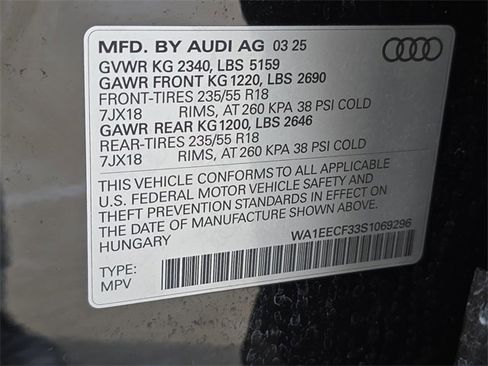 MFD. BY AUDI AG 03 25
GVWR KG 2340, LBS 5159
GAWR FRONT KG 1220, LBS 2690
FRONT-TIRES 235/55 R18
7JX18 RIMS, AT 260 KPA 38 PSI COLD
GAWR REAR KG1200, LBS 2646
REAR-TIRES 235/55 R18
7JX18 RIMS, AT 260 KPA 38 PSI COLD
THIS VEHICLE CONFORMS TO ALL APPLICABLE
U.S. FEDERAL MOTOR VEHICLE SAFETY AND
THEFT PREVENTION STANDARDS IN EFFECT ON
THE DATE OF MANUFACTURE SHOWN ABOVE.
HUNGARY WA1EECF33S1069296
TYPE:
MPV